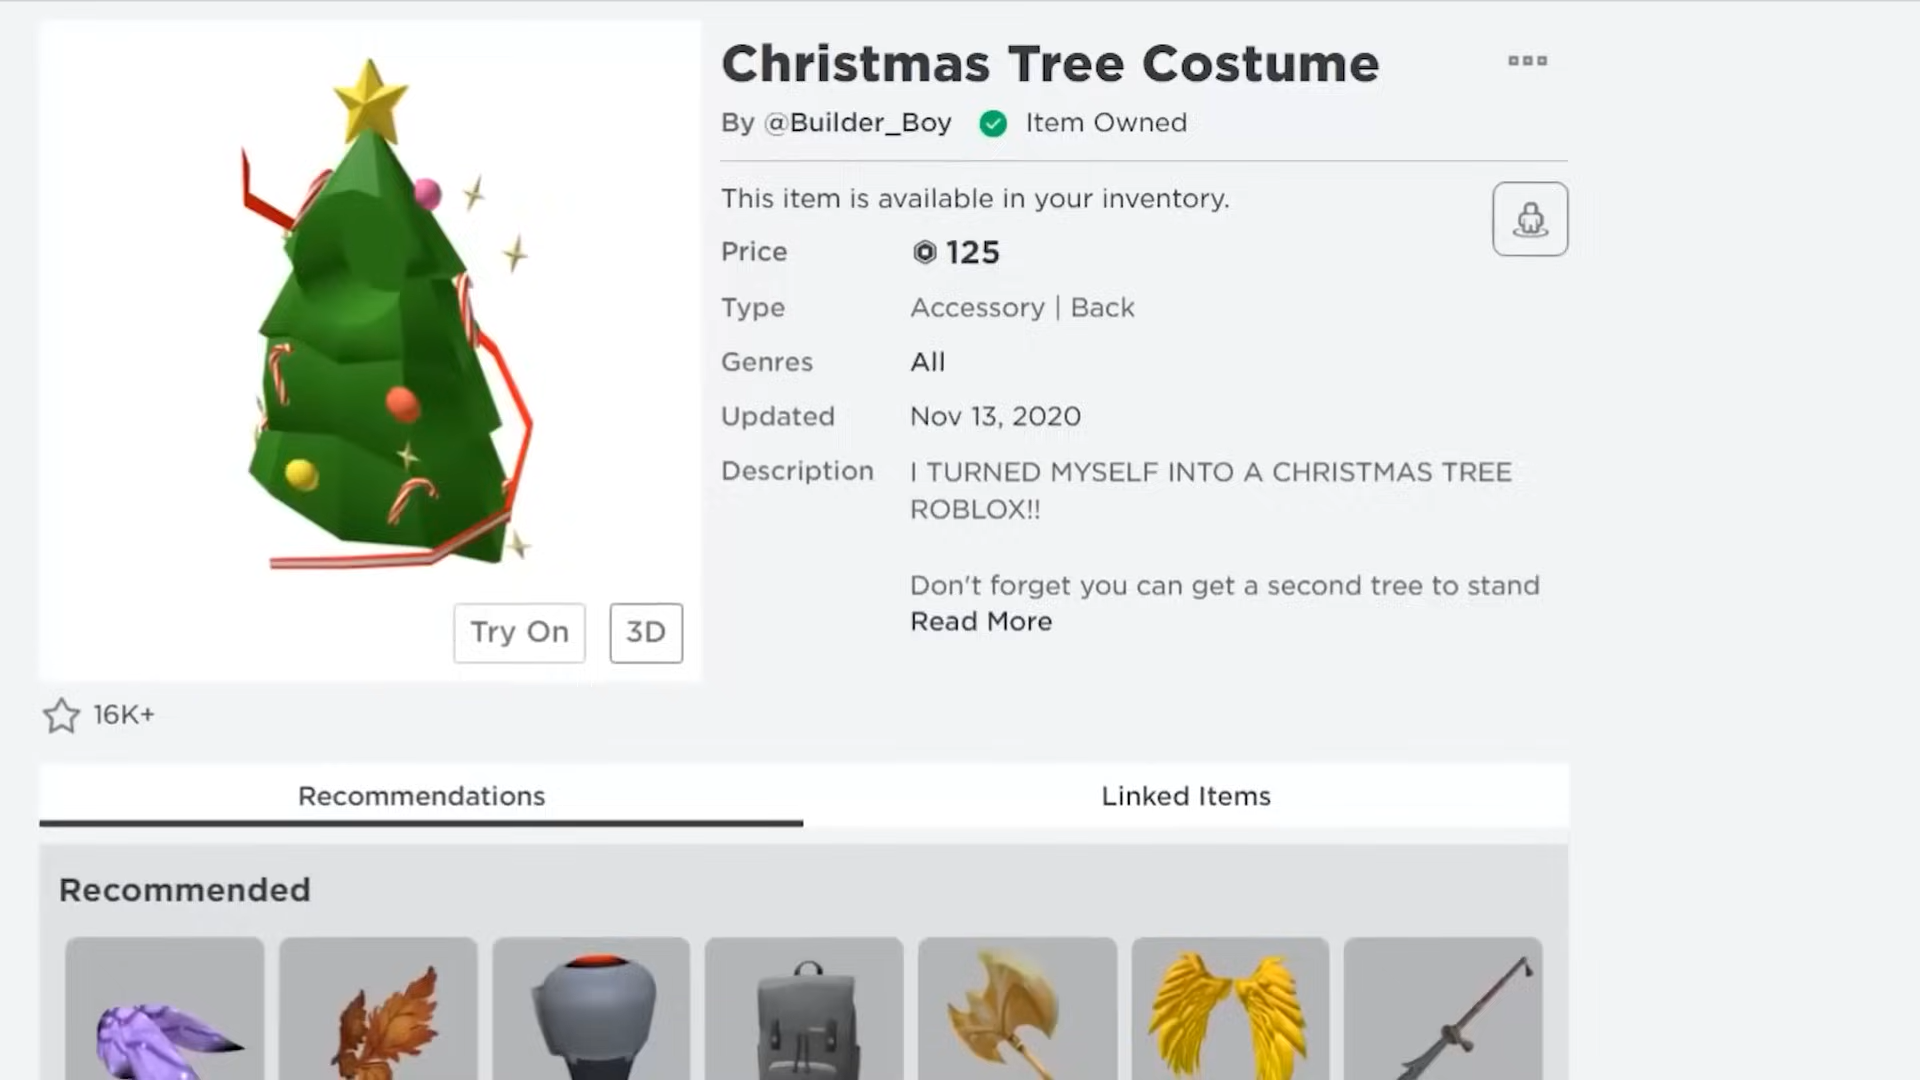 Christmas Tree Costume
By @Builder_Boy Item Owned
This item is available in your inventory.
Price 125
Type Accessory | Back
Genres All
Updated Nov 13, 2020
Description I TURNED MYSELF INTO A CHRISTMAS TREE
ROBLOX!!
Don't forget you can get a second tree to stand
Read More
Try On 3D
16K+
Recommendations Linked Items
Recommended